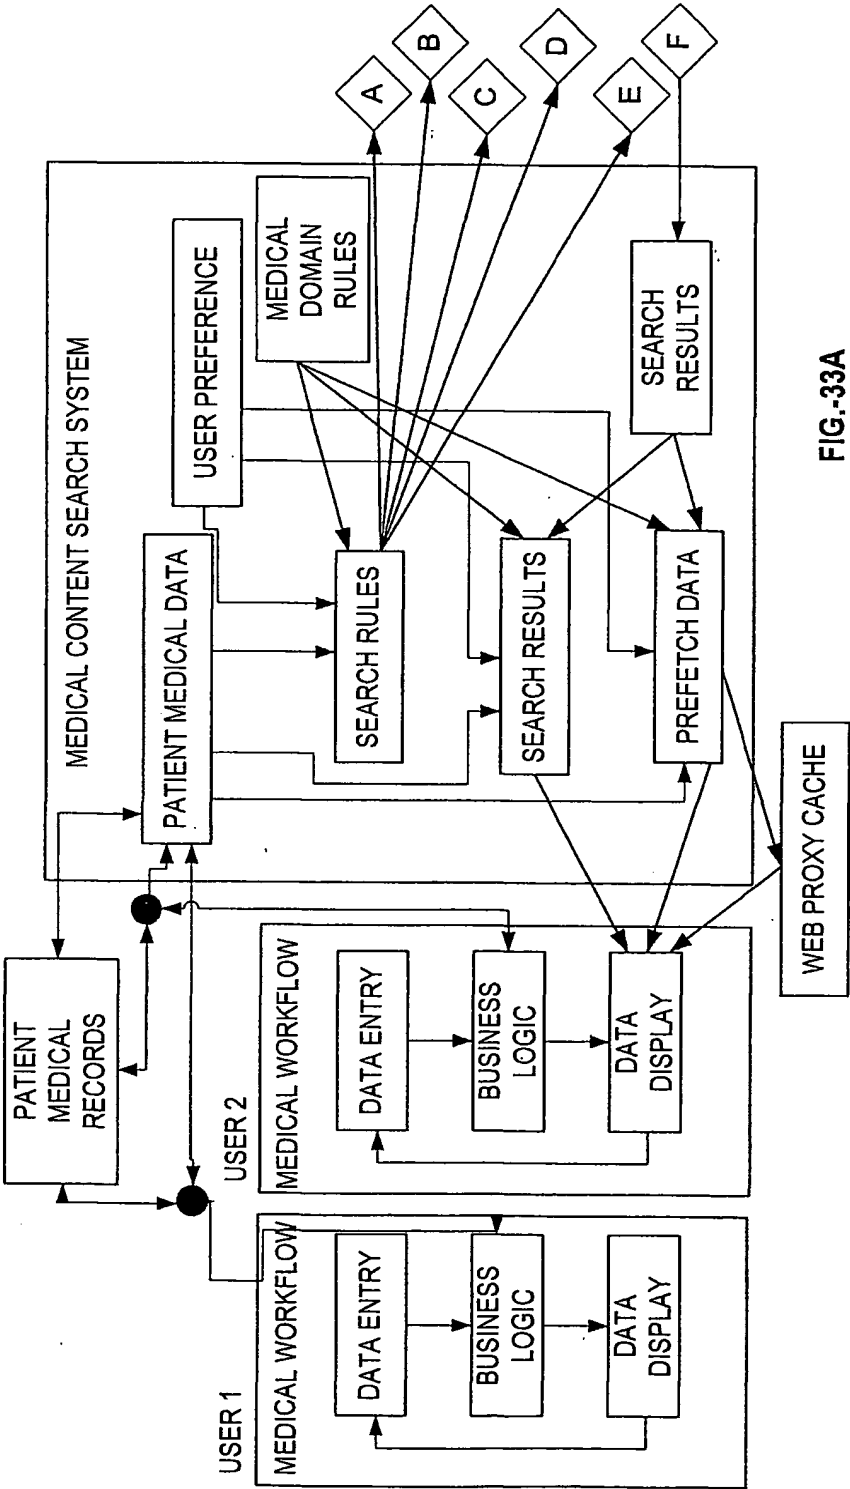 PATIENT
MEDICAL
RECORDS
USER 1
MEDICAL WORKFLOW
DATA ENTRY
BUSINESS
LOGIC
DATA
DISPLAY
USER 2
MEDICAL WORKFLOW
DATA ENTRY
BUSINESS
LOGIC
DATA
DISPLAY
WEB PROXY CACHE
MEDICAL CONTENT SEARCH SYSTEM
PATIENT MEDICAL DATA
USER PREFERENCE
MEDICAL
DOMAIN
RULES
SEARCH RULES
SEARCH RESULTS
PREFETCH DATA
SEARCH
RESULTS
A
B
C
D
E
F
FIG.-33A